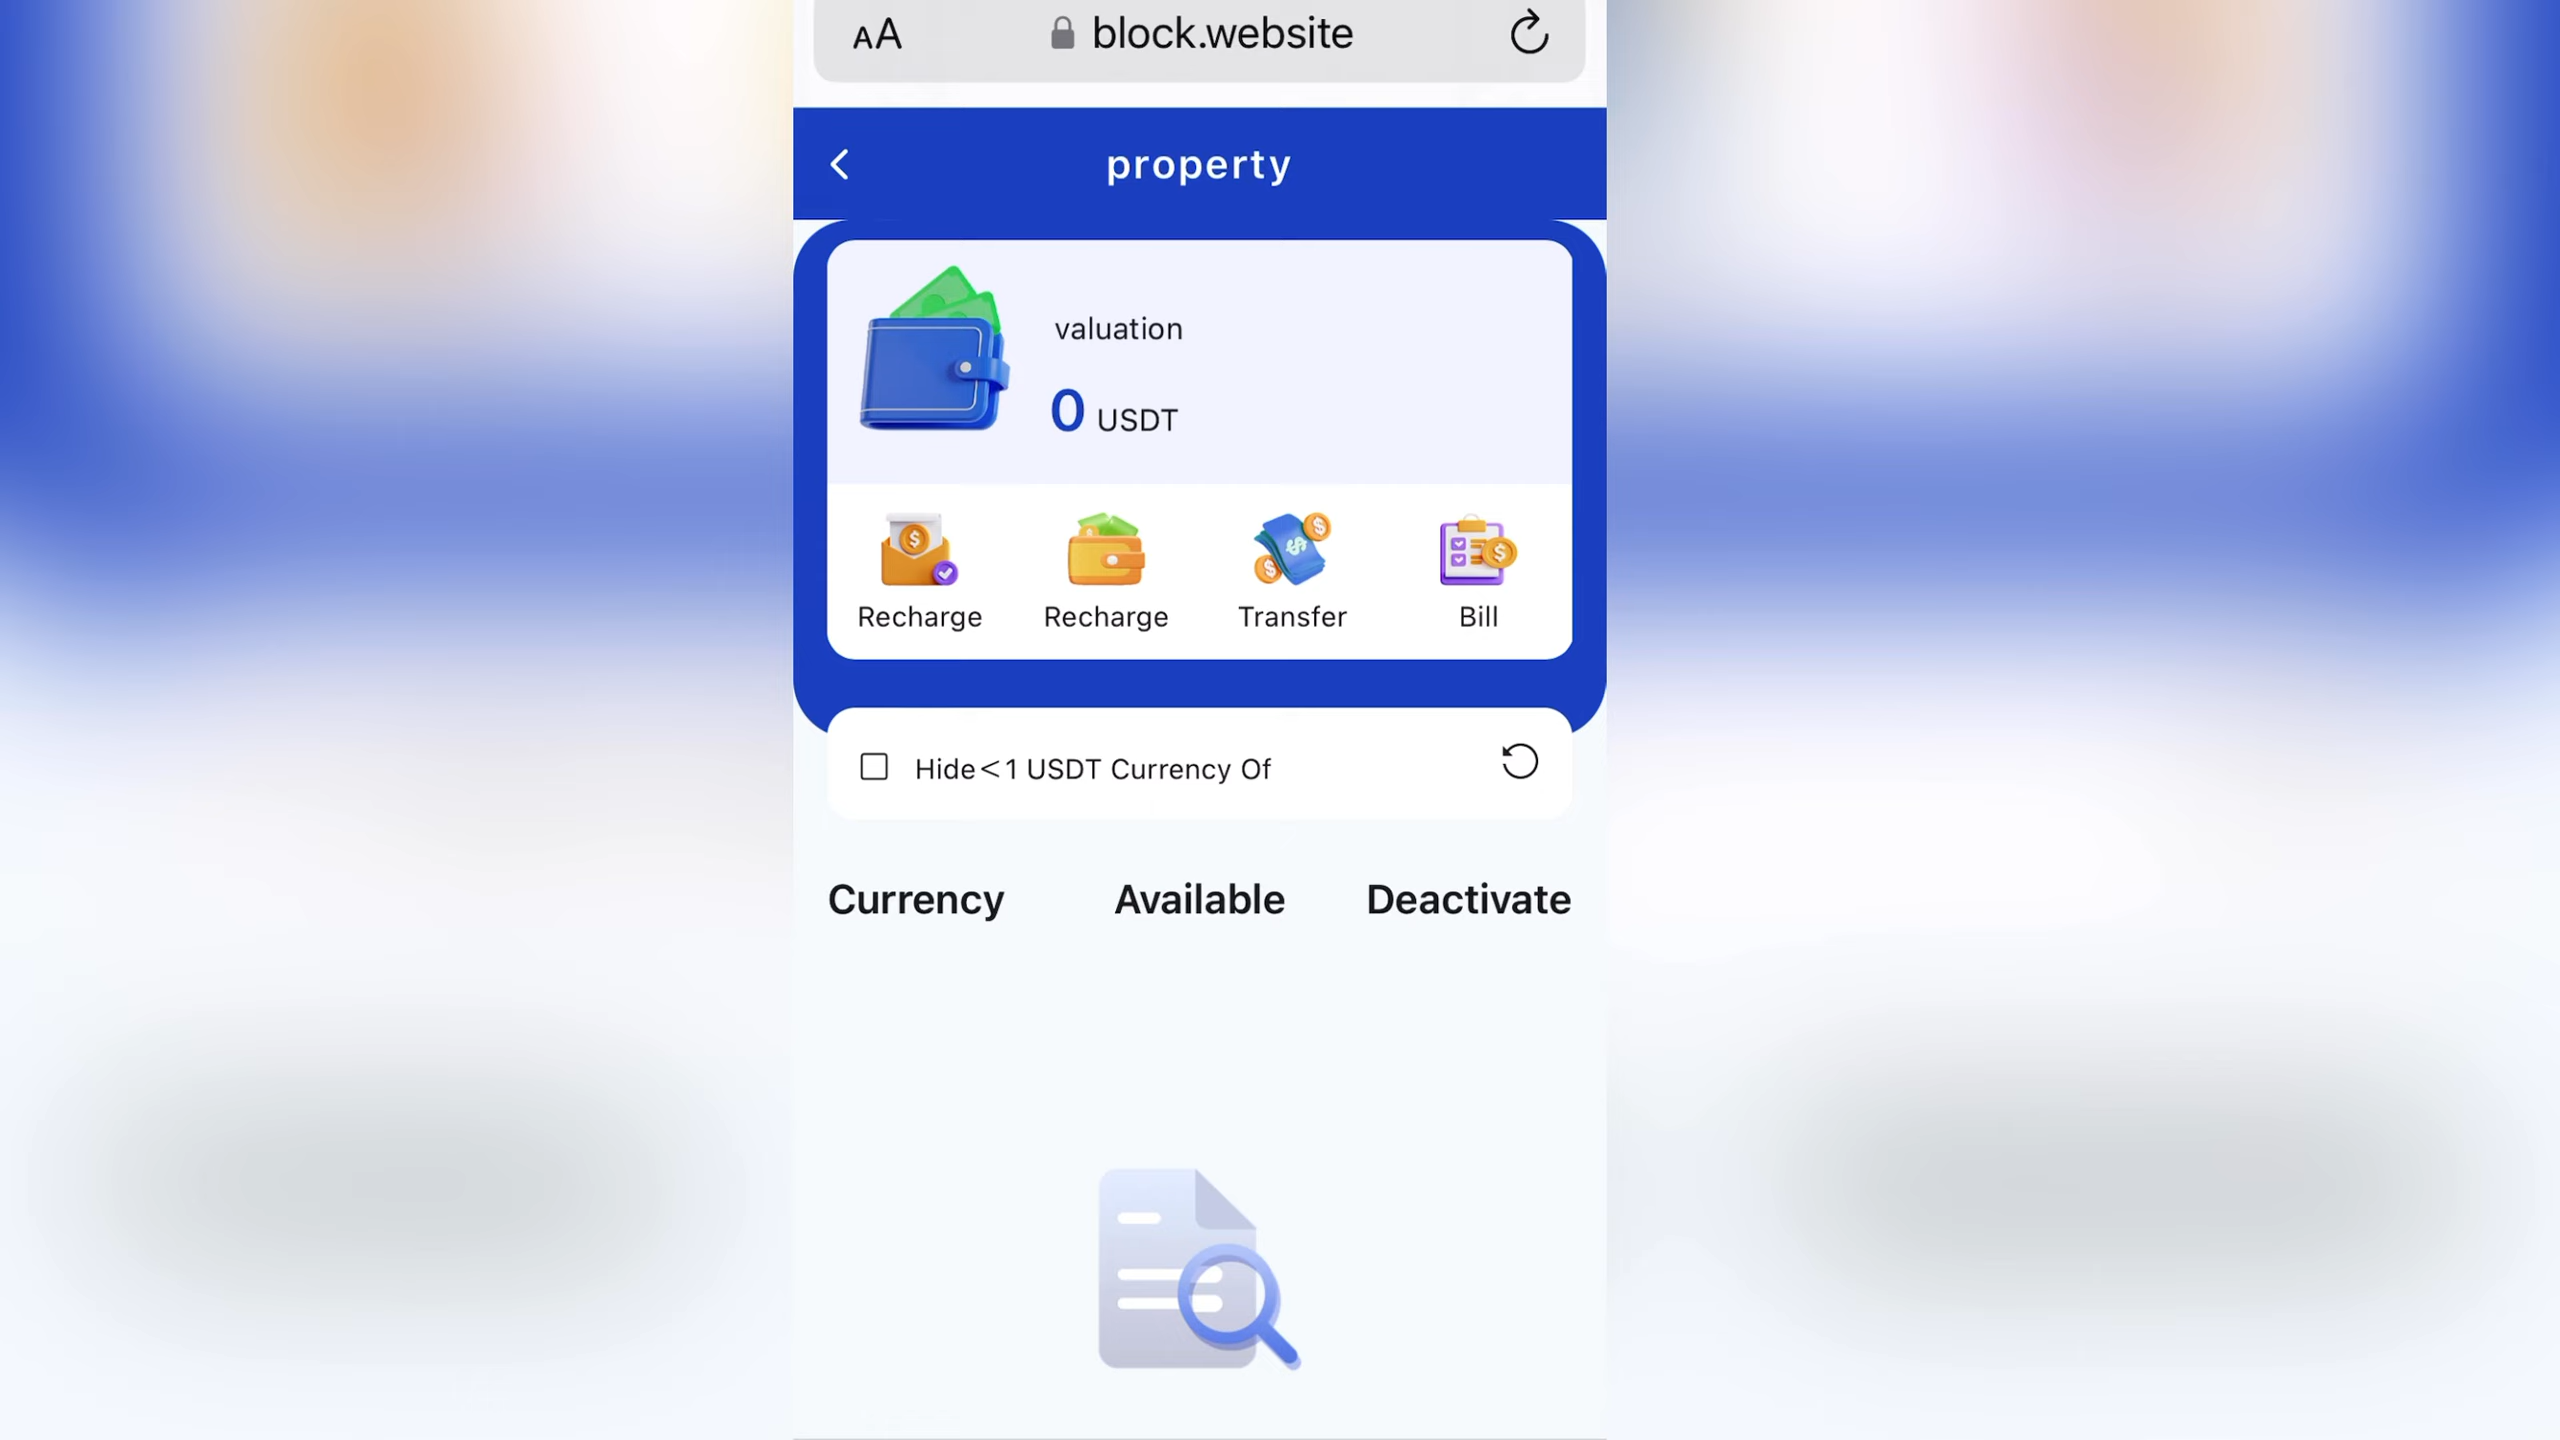 AA block.website
property
valuation
0 USDT
Recharge Recharge Transfer Bill
Hide<1 USDT Currency Of
Currency Available Deactivate